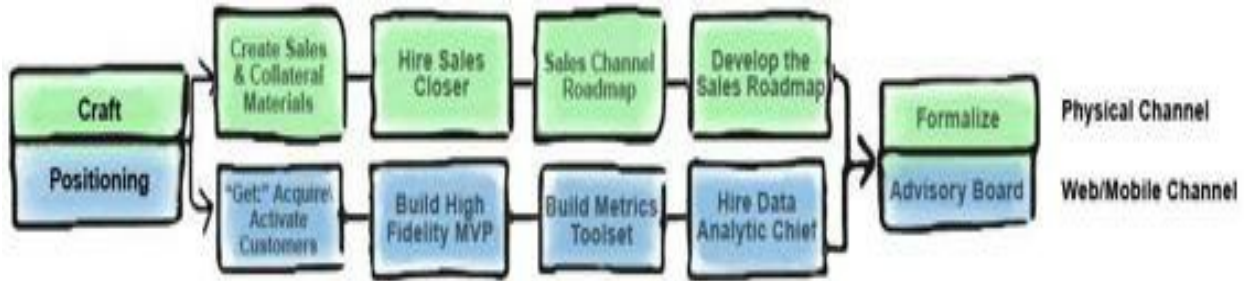 Craft
Positioning
Create Sales
& Collateral
Materials
Hire Sales
Closer
Sales Channel
Roadmap
Develop the
Sales Roadmap
"Get:" Acquire,
Activate
Customers
Build High
Fidelity MVP
Build Metrics
Toolset
Hire Data
Analytic Chief
Formalize
Advisory Board
Physical Channel
Web/Mobile Channel